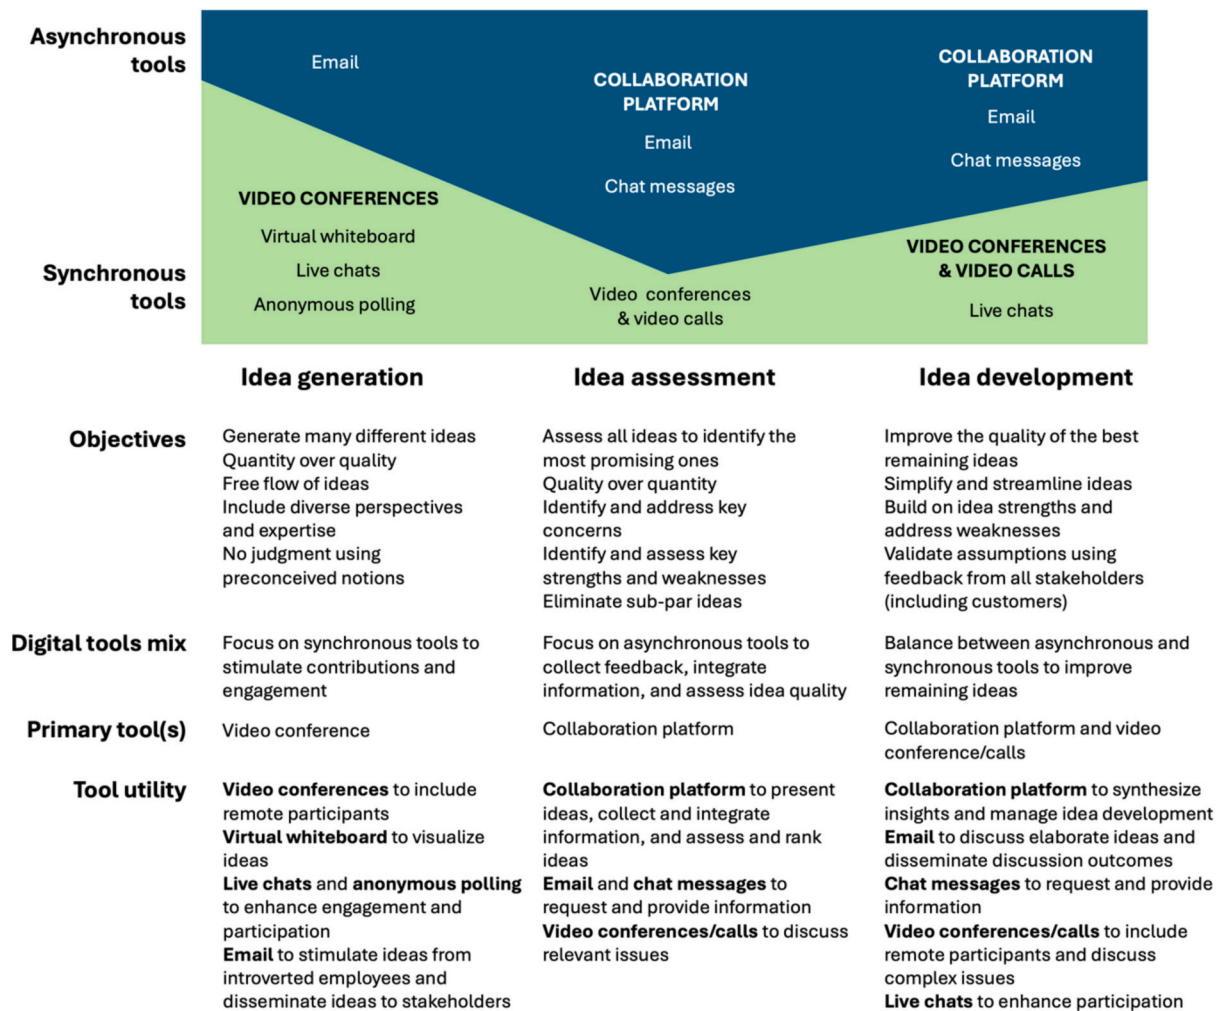 Asynchronous
tools
Email
COLLABORATION
PLATFORM
Email
Chat messages
COLLABORATION
PLATFORM
Email
Chat messages
Synchronous
tools
VIDEO CONFERENCES
Virtual whiteboard
Live chats
Anonymous polling
Video conferences
& video calls
VIDEO CONFERENCES
& VIDEO CALLS
Live chats
Idea generation
Idea assessment
Idea development
Objectives
Generate many different ideas
Quantity over quality
Free flow of ideas
Include diverse perspectives
and expertise
No judgment using
preconceived notions
Assess all ideas to identify the
most promising ones
Quality over quantity
Identify and address key
concerns
Identify and assess key
strengths and weaknesses
Eliminate sub-par ideas
Improve the quality of the best
remaining ideas
Simplify and streamline ideas
Build on idea strengths and
address weaknesses
Validate assumptions using
feedback from all stakeholders
(including customers)
Digital tools mix
Focus on synchronous tools to
stimulate contributions and
engagement
Focus on asynchronous tools to
collect feedback, integrate
information, and assess idea quality
Balance between asynchronous and
synchronous tools to improve
remaining ideas
Primary tool(s)
Video conference
Collaboration platform
Collaboration platform and video
conference/calls
Tool utility
Video conferences to include
remote participants
Virtual whiteboard to visualize
ideas
Live chats and anonymous polling
to enhance engagement and
participation
Email to stimulate ideas from
introverted employees and
disseminate ideas to stakeholders
Collaboration platform to present
ideas, collect and integrate
information, and assess and rank
ideas
Email and chat messages to
request and provide information
Video conferences/calls to discuss
relevant issues
Collaboration platform to synthesize
insights and manage idea development
Email to discuss elaborate ideas and
disseminate discussion outcomes
Chat messages to request and provide
information
Video conferences/calls to include
remote participants and discuss
complex issues
Live chats to enhance participation